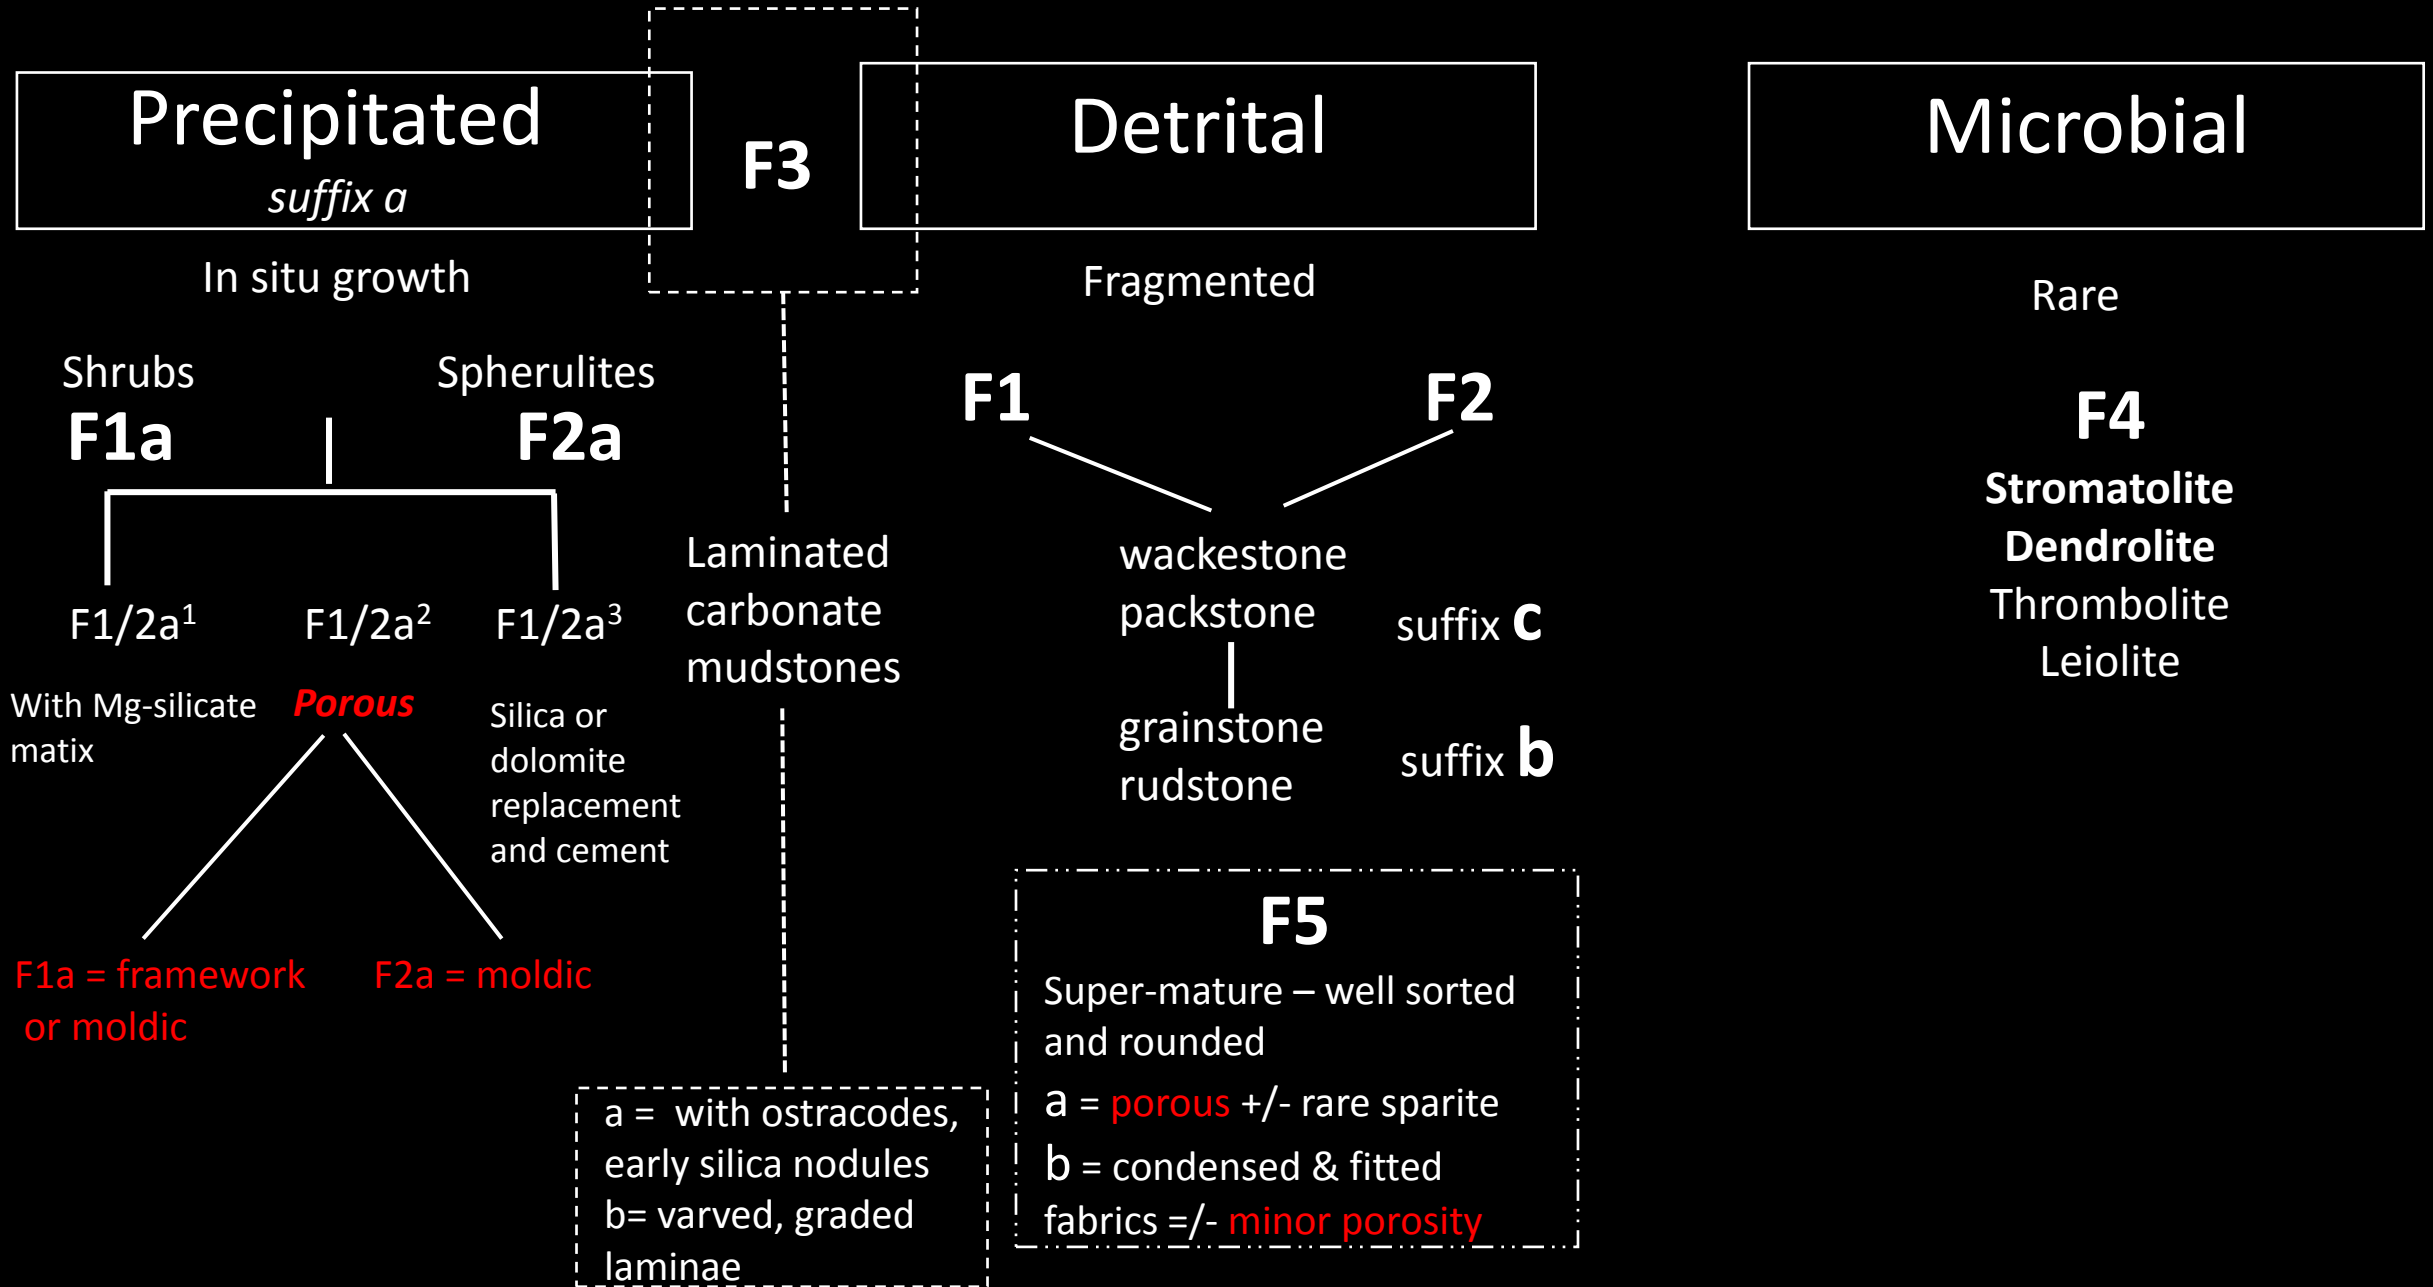 Precipitated
suffix a
In situ growth
Shrubs
F1a
Spherulites
F2a
F1/2a¹
F1/2a²
F1/2a³
With Mg-silicate
matix
Porous
Silica or
dolomite
replacement
and cement
F1a = framework
or moldic
F2a = moldic
F3
Laminated
carbonate
mudstones
a = with ostracodes,
early silica nodules
b= varved, graded
laminae
Detrital
Fragmented
F1
F2
wackestone
packstone
suffix c
grainstone
rudstone
suffix b
F5
Super-mature – well sorted
and rounded
a = porous +/- rare sparite
b = condensed & fitted
fabrics =/- minor porosity
Microbial
Rare
F4
Stromatolite
Dendrolite
Thrombolite
Leiolite